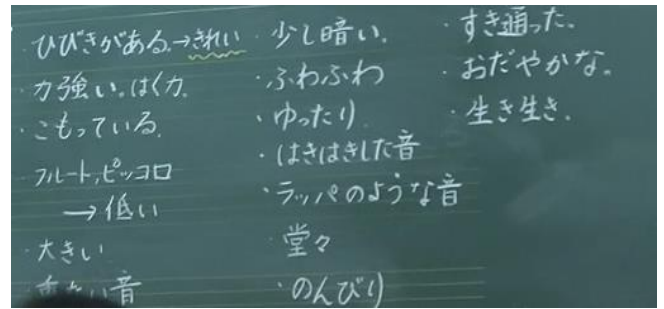 ・ひびきがある。→きれい
・力強い。はく力。
・こもっている。
フルート,ピッコロ
→低い
・大きい
い音
・少し暗い。
・ふわふわ
・ゆったり
・はきはきした音
・ラッパのような音
・堂々
・のんびり
・すき通った。
・おだやかな。
・生き生き。